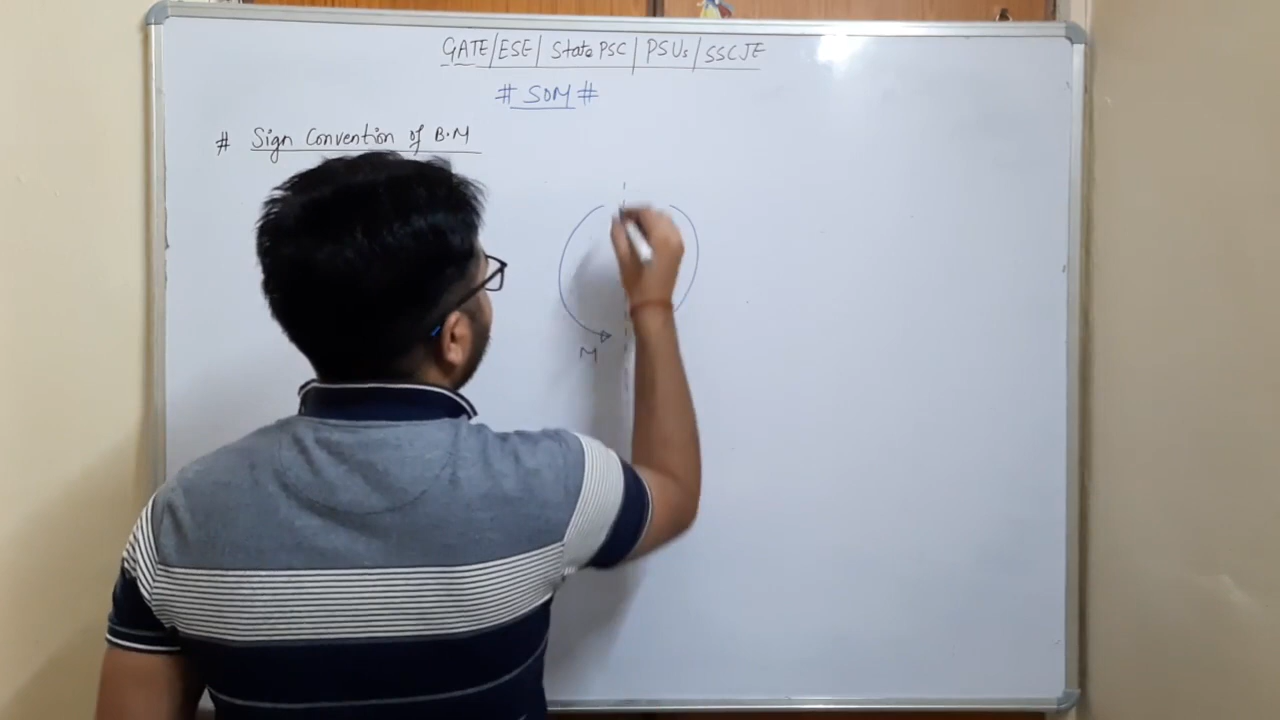 GATE/ESE/ State PSC/ PSUs/ SSCJE
# SOM #
# Sign Convention of B.M
M